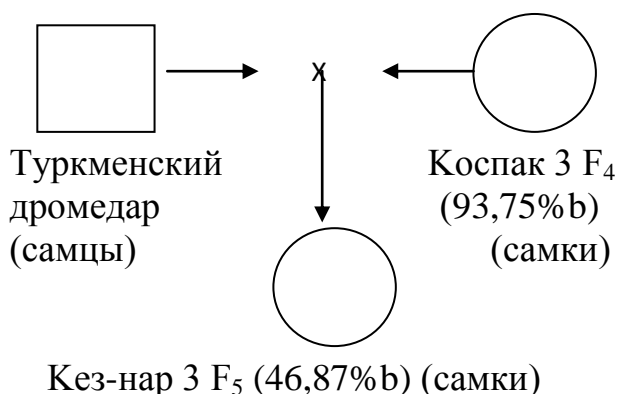 x
Туркменский
дромедар
(самцы)
Коспак 3 F₄
(93,75%b)
(самки)
Кез-нар 3 F₅ (46,87%b) (самки)